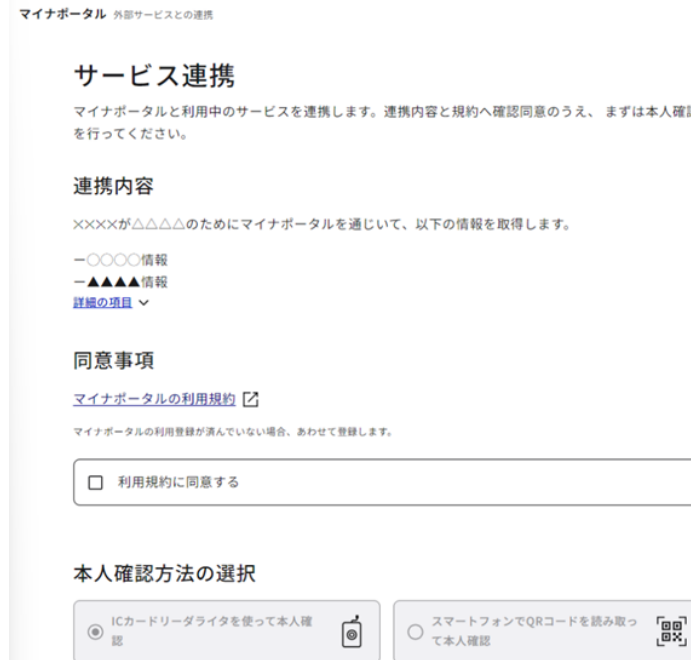 マイナポータル 外部サービスとの連携
サービス連携
マイナポータルと利用中のサービスを連携します。連携内容と規約へ確認同意のうえ、 まずは本人確認
を行ってください。
連携内容
××××が△△△△のためにマイナポータルを通じいて、以下の情報を取得します。
ー〇〇〇〇情報
ー▲▲▲▲情報
詳細の項目
同意事項
マイナポータルの利用規約
マイナポータルの利用登録が済んでいない場合、あわせて登録します。
利用規約に同意する
本人確認方法の選択
ICカードリーダライタを使って本人確
認
スマートフォンでQRコードを読み取っ
て本人確認